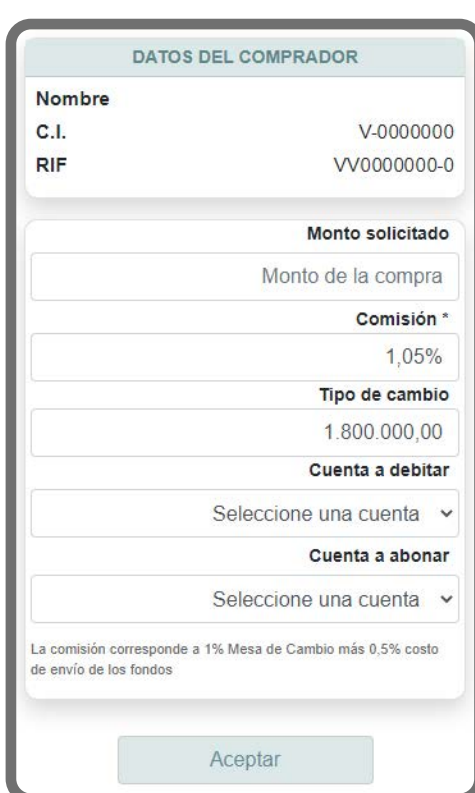 DATOS DEL COMPRADOR
Nombre
C.I. V-0000000
RIF VV0000000-0
Monto solicitado
Monto de la compra
Comisión *
1,05%
Tipo de cambio
1.800.000,00
Cuenta a debitar
Seleccione una cuenta
Cuenta a abonar
Seleccione una cuenta
La comisión corresponde a 1% Mesa de Cambio más 0,5% costo
de envío de los fondos
Aceptar